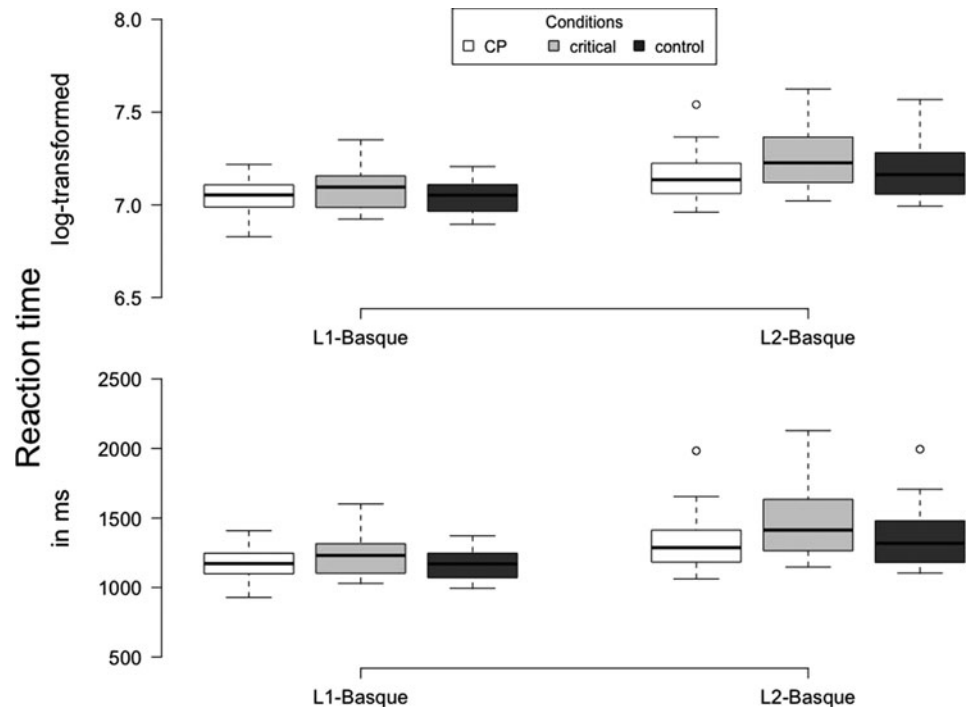 Conditions
CP critical control
Reaction time
log-transformed
8.0
7.5
7.0
6.5
L1-Basque L2-Basque
in ms
2500
2000
1500
1000
500
L1-Basque L2-Basque